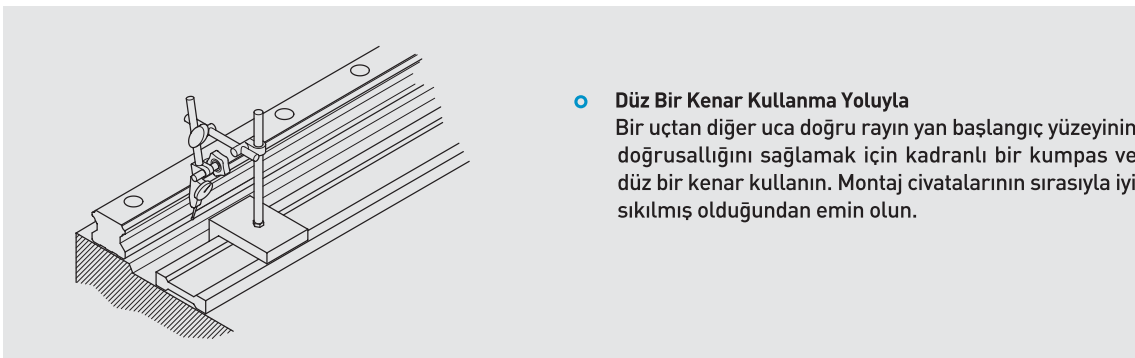 Düz Bir Kenar Kullanma Yoluyla
Bir uçtan diğer uca doğru rayın yan başlangıç yüzeyinin
doğrusallığını sağlamak için kadranlı bir kumpas ve
düz bir kenar kullanın. Montaj civatalarının sırasıyla iyi
sıkılmış olduğundan emin olun.